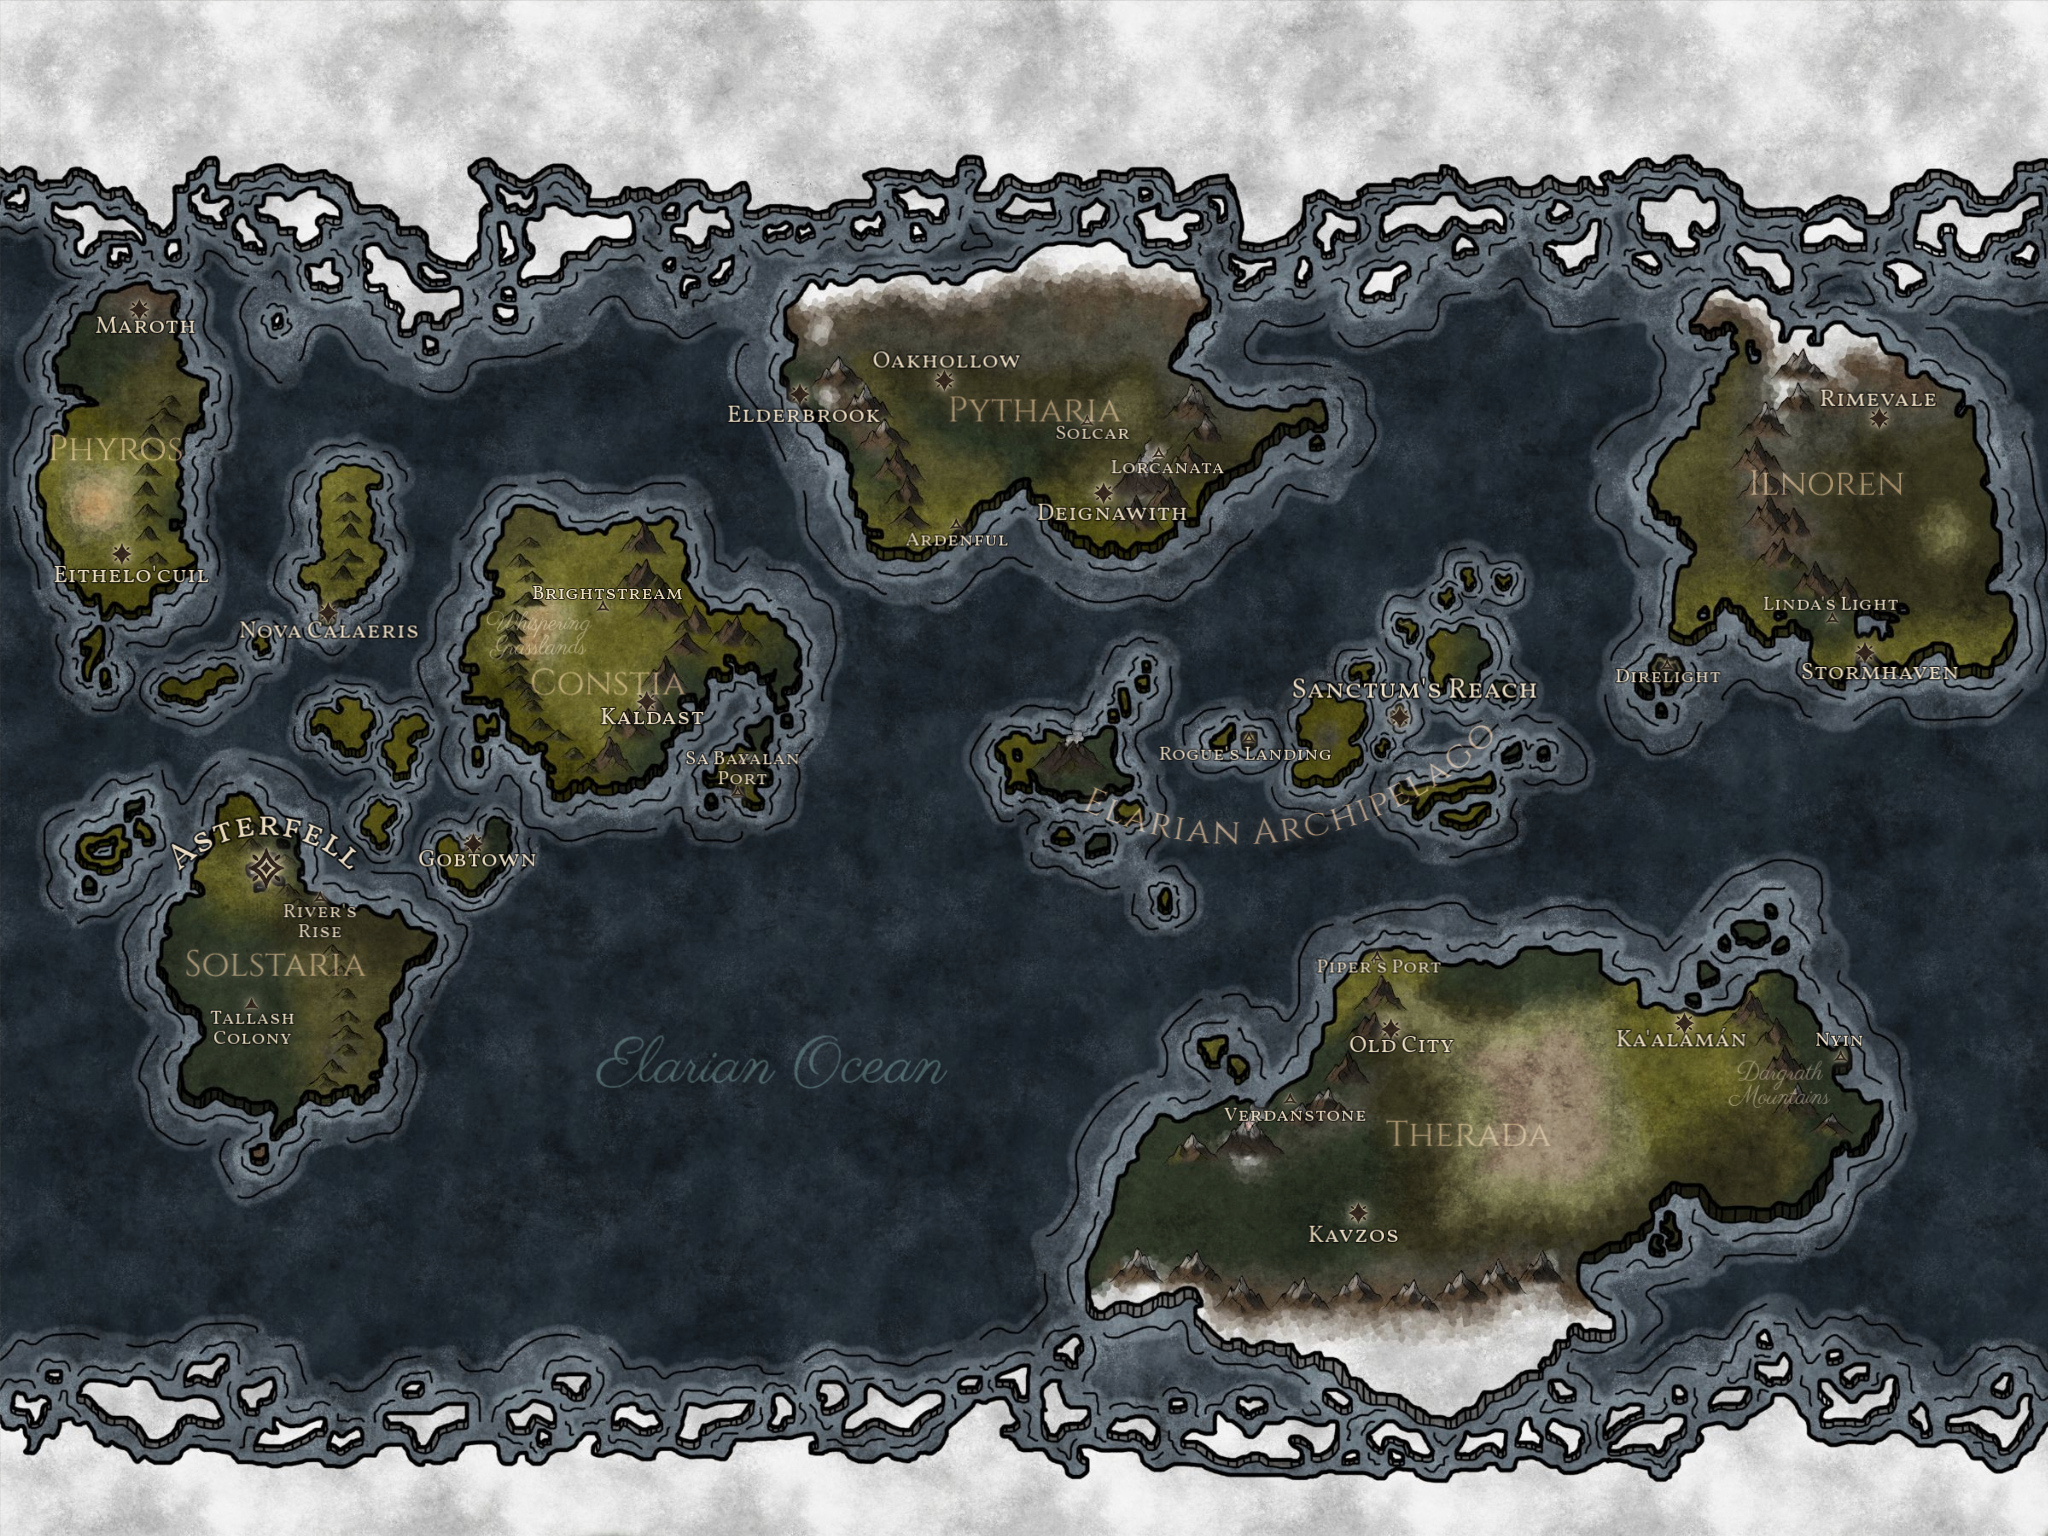 Maroth
Phyros
Eithelo'cuil
Nova Calaeris
Oakhollow
Elderbrook
Pytharia
Solcar
Lorcanata
Deignawith
Ardenful
Rimevale
Ilnoren
Linda's Light
Direlight
Stormhaven
Brightstream
Whispering
Grasslands
Constia
Kaldast
Sa Bayalan
Port
Sanctum's Reach
Rogue's Landing
Elarian Archipelago
Asterfell
Gobtown
River's
Rise
Solstaria
Tallash
Colony
Elarian Ocean
Piper's Port
Old City
Ka'alamán
Nyin
Dargrath
Mountains
Verdanstone
Therada
Kavzos